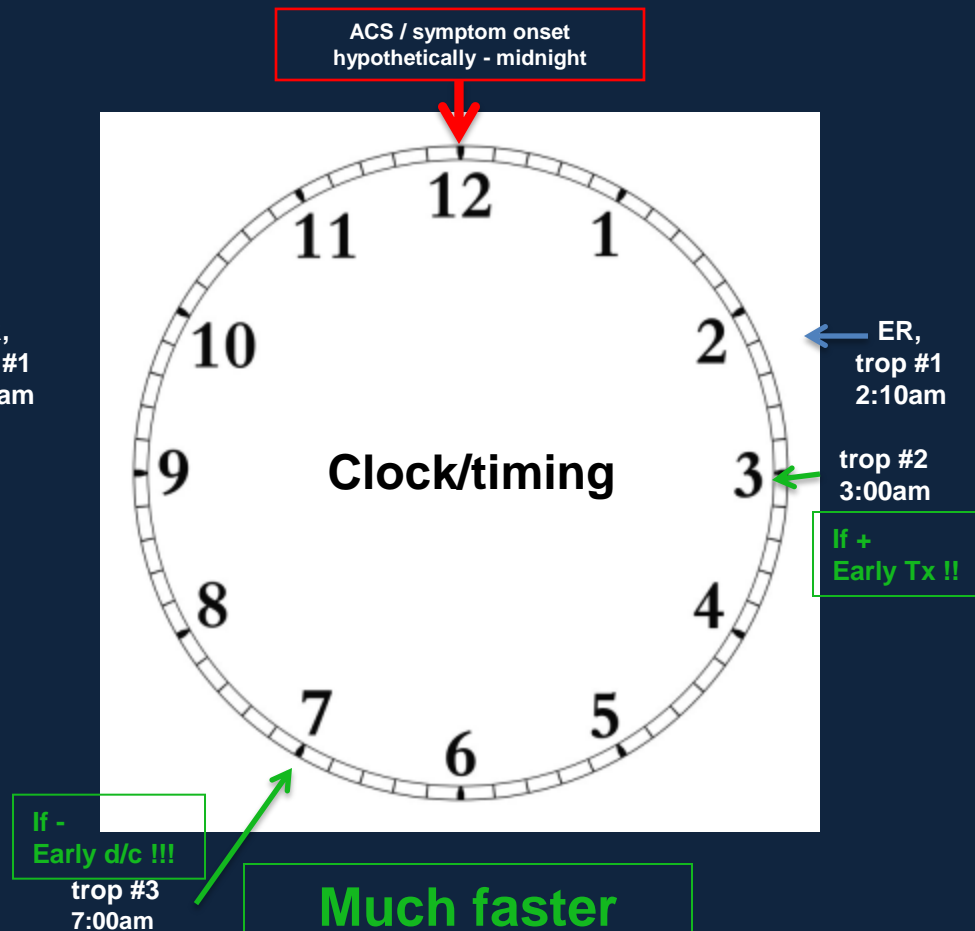 ACS / symptom onset
hypothetically - midnight
12
1
2
3
4
5
6
7
8
9
10
11
Clock/timing
#1
am
ER,
trop #1
2:10am
trop #2
3:00am
If +
Early Tx !!
If -
Early d/c !!!
trop #3
7:00am
Much faster